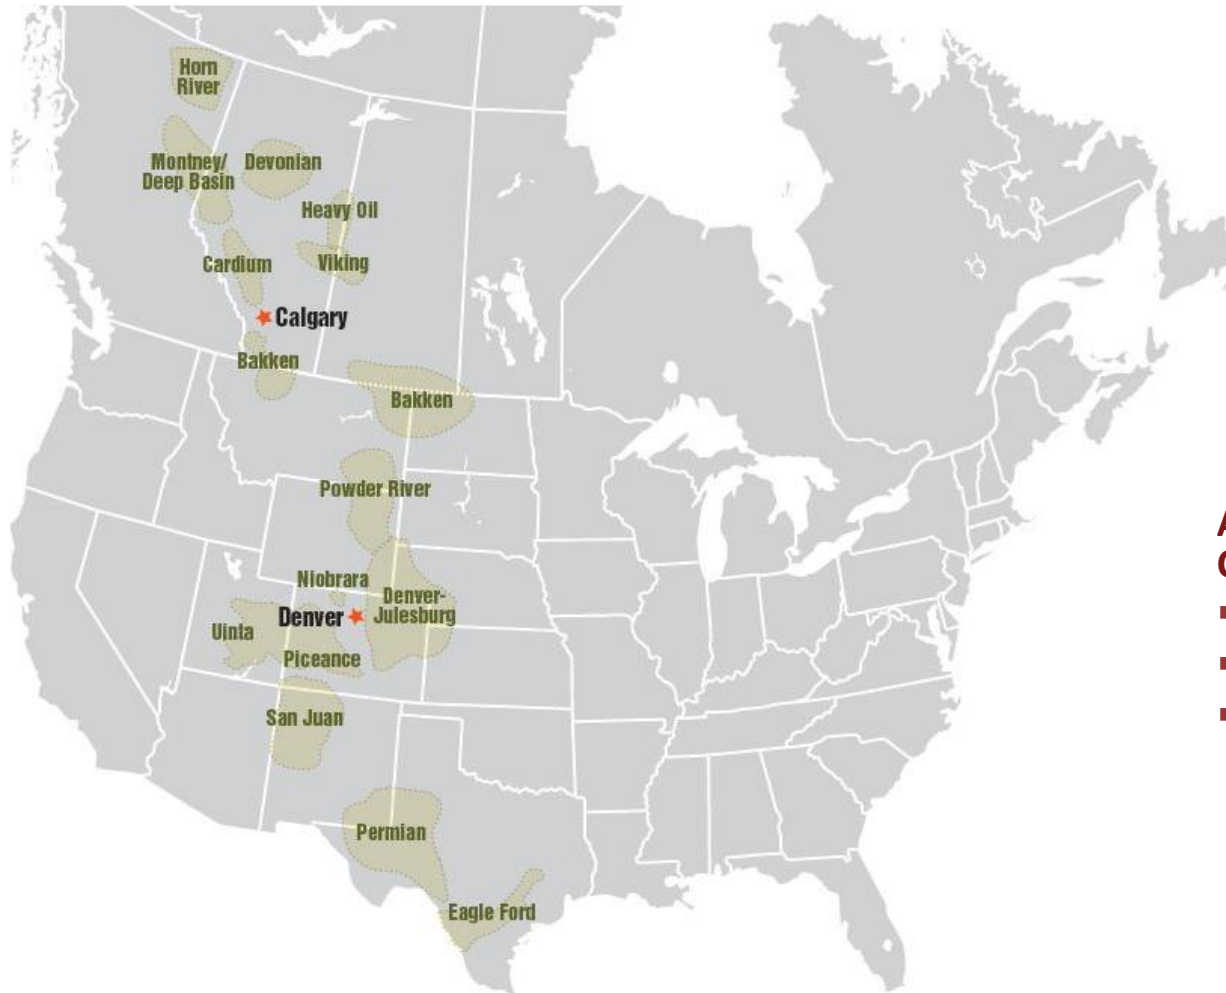 Horn
River
Montney/
Deep Basin
Devonian
Heavy Oil
Cardium
Viking
Calgary
Bakken
Bakken
Powder River
Niobrara
Denver-
Julesburg
Denver
Uinta
Piceance
San Juan
Permian
Eagle Ford